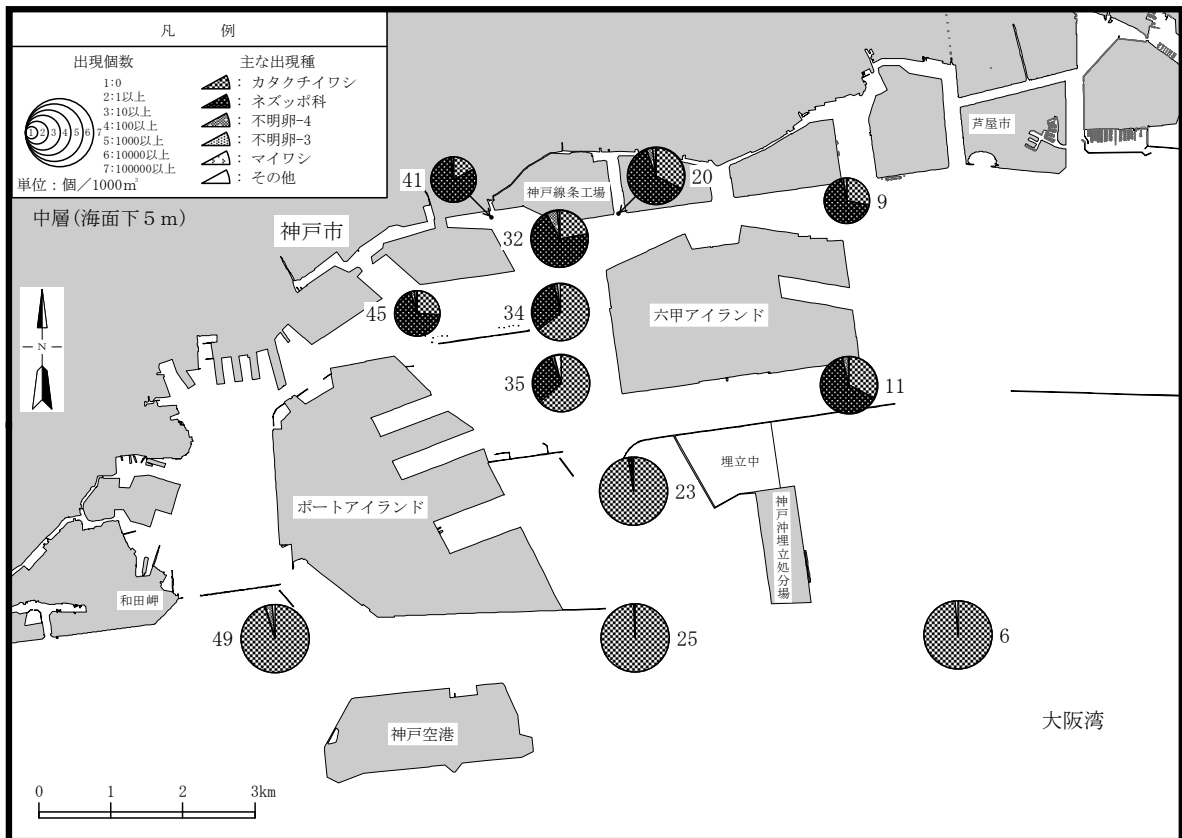 凡 例
出現個数
主な出現種
1:0
2:1以上
3:10以上
4:100以上
5:1000以上
6:10000以上
7:100000以上
1 2 3 4 5 6 7
単位：個／1000㎥
：カタクチイワシ
：ネズッポ科
：不明卵-4
：不明卵-3
：マイワシ
：その他
中層(海面下５ｍ)
芦屋市
神戸線条工場
神戸市
41
20
9
32
45
34
35
11
23
49
25
6
六甲アイランド
N
埋立中
神戸沖埋立処分場
ポートアイランド
和田岬
神戸空港
大阪湾
0 1 2 3km